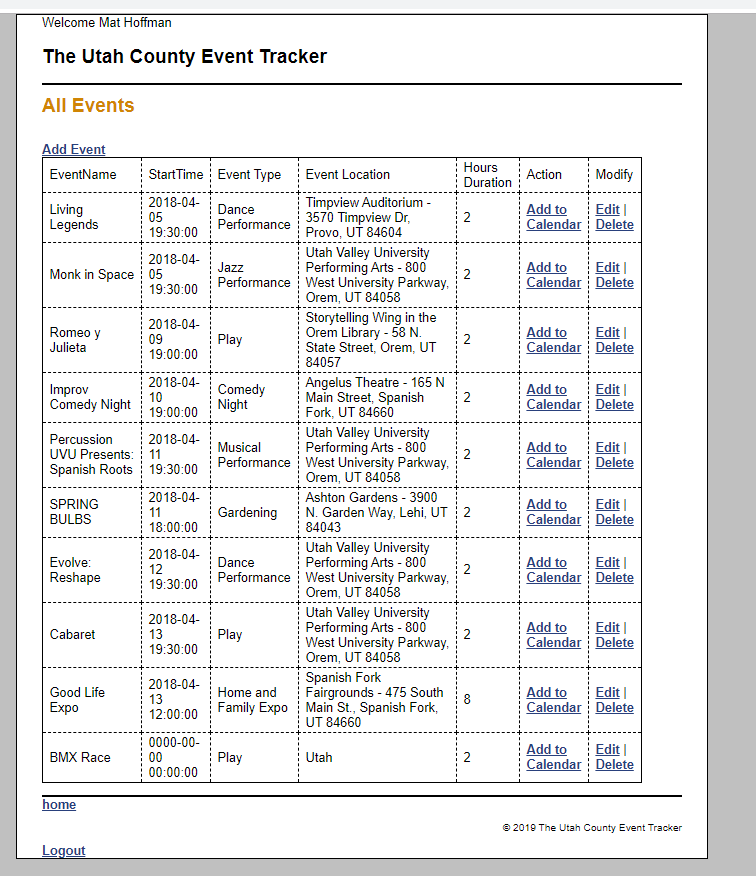 Welcome Mat Hoffman
The Utah County Event Tracker
All Events
Add Event
EventName StartTime Event Type Event Location Hours Duration Action Modify
Living Legends 2018-04-05 19:30:00 Dance Performance Timpview Auditorium - 3570 Timpview Dr, Provo, UT 84604 2 Add to Calendar Edit | Delete
Monk in Space 2018-04-05 19:30:00 Jazz Performance Utah Valley University Performing Arts - 800 West University Parkway, Orem, UT 84058 2 Add to Calendar Edit | Delete
Romeo y Julieta 2018-04-09 19:00:00 Play Storytelling Wing in the Orem Library - 58 N. State Street, Orem, UT 84057 2 Add to Calendar Edit | Delete
Improv Comedy Night 2018-04-10 19:00:00 Comedy Night Angelus Theatre - 165 N Main Street, Spanish Fork, UT 84660 2 Add to Calendar Edit | Delete
Percussion UVU Presents: Spanish Roots 2018-04-11 19:30:00 Musical Performance Utah Valley University Performing Arts - 800 West University Parkway, Orem, UT 84058 2 Add to Calendar Edit | Delete
SPRING BULBS 2018-04-11 18:00:00 Gardening Ashton Gardens - 3900 N. Garden Way, Lehi, UT 84043 2 Add to Calendar Edit | Delete
Evolve: Reshape 2018-04-12 19:30:00 Dance Performance Utah Valley University Performing Arts - 800 West University Parkway, Orem, UT 84058 2 Add to Calendar Edit | Delete
Cabaret 2018-04-13 19:30:00 Play Utah Valley University Performing Arts - 800 West University Parkway, Orem, UT 84058 2 Add to Calendar Edit | Delete
Good Life Expo 2018-04-13 12:00:00 Home and Family Expo Spanish Fork Fairgrounds - 475 South Main St., Spanish Fork, UT 84660 8 Add to Calendar Edit | Delete
BMX Race 0000-00-00 00:00:00 Play Utah 2 Add to Calendar Edit | Delete
home
© 2019 The Utah County Event Tracker
Logout